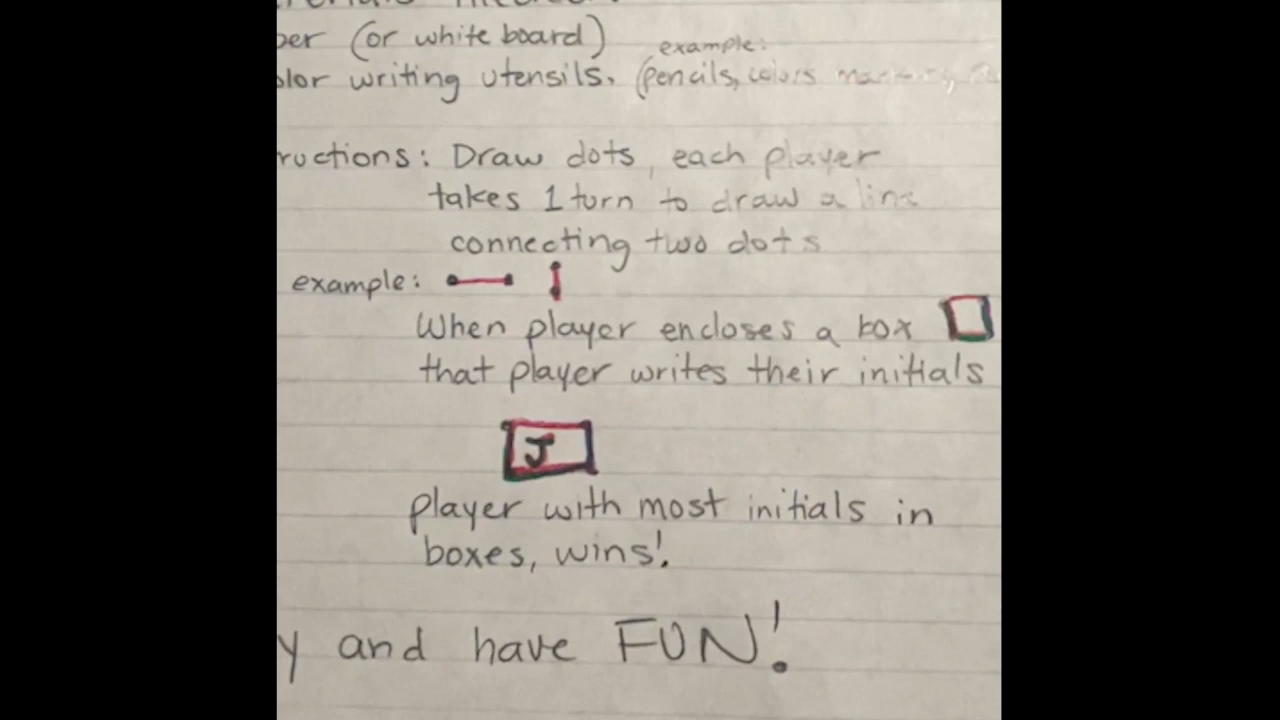 per (or white board)
example:
olor writing utensils. (pencils, colors
ructions: Draw dots, each player
takes 1 turn to draw a line
connecting two dots
example:
When player encloses a box
that player writes their initials
J
player with most initials in
boxes, wins!
y and have FUN!